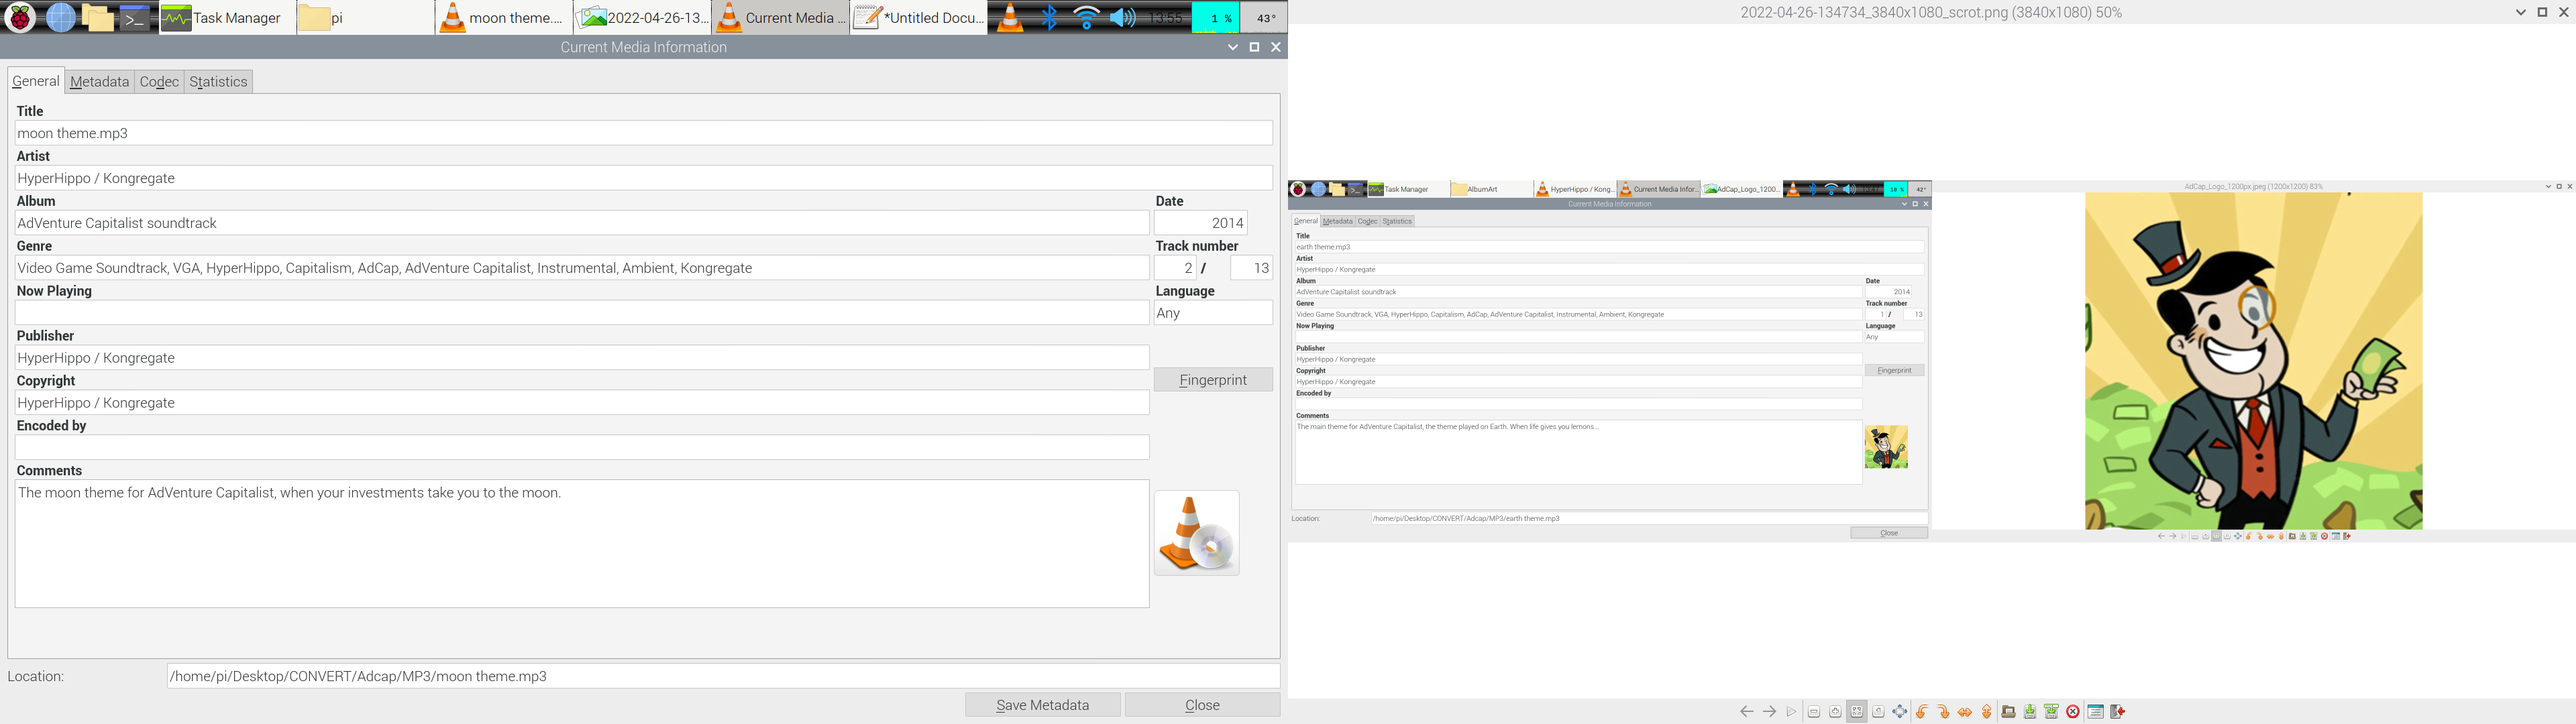 Task Manager pi moon theme.... 2022-04-26-13... Current Media ... *Untitled Docu... 13:55 1 % 43°
Current Media Information
General Metadata Codec Statistics
Title
moon theme.mp3
Artist
HyperHippo / Kongregate
Album Date
AdVenture Capitalist soundtrack 2014
Genre Track number
Video Game Soundtrack, VGA, HyperHippo, Capitalism, AdCap, AdVenture Capitalist, Instrumental, Ambient, Kongregate 2 / 13
Now Playing Language
Any
Publisher
HyperHippo / Kongregate
Copyright Fingerprint
HyperHippo / Kongregate
Encoded by
Comments
The moon theme for AdVenture Capitalist, when your investments take you to the moon.
Location: /home/pi/Desktop/CONVERT/Adcap/MP3/moon theme.mp3
Save Metadata Close
2022-04-26-134734_3840x1080_scrot.png (3840x1080) 50%
Task Manager AlbumArt HyperHippo / Kong... Current Media Infor... AdCap_Logo_1200... 42°
Current Media Information
AdCap_Logo_1200px.jpeg (1200x1200) 83%
General Metadata Codec Statistics
Title
earth theme.mp3
Artist
HyperHippo / Kongregate
Album Date
AdVenture Capitalist soundtrack 2014
Genre Track number
Video Game Soundtrack, VGA, HyperHippo, Capitalism, AdCap, AdVenture Capitalist, Instrumental, Ambient, Kongregate 1 / 13
Now Playing Language
Any
Publisher
HyperHippo / Kongregate
Copyright Fingerprint
HyperHippo / Kongregate
Encoded by
Comments
The main theme for AdVenture Capitalist, the theme played on Earth. When life gives you lemons...
Location: /home/pi/Desktop/CONVERT/Adcap/MP3/earth theme.mp3
Close